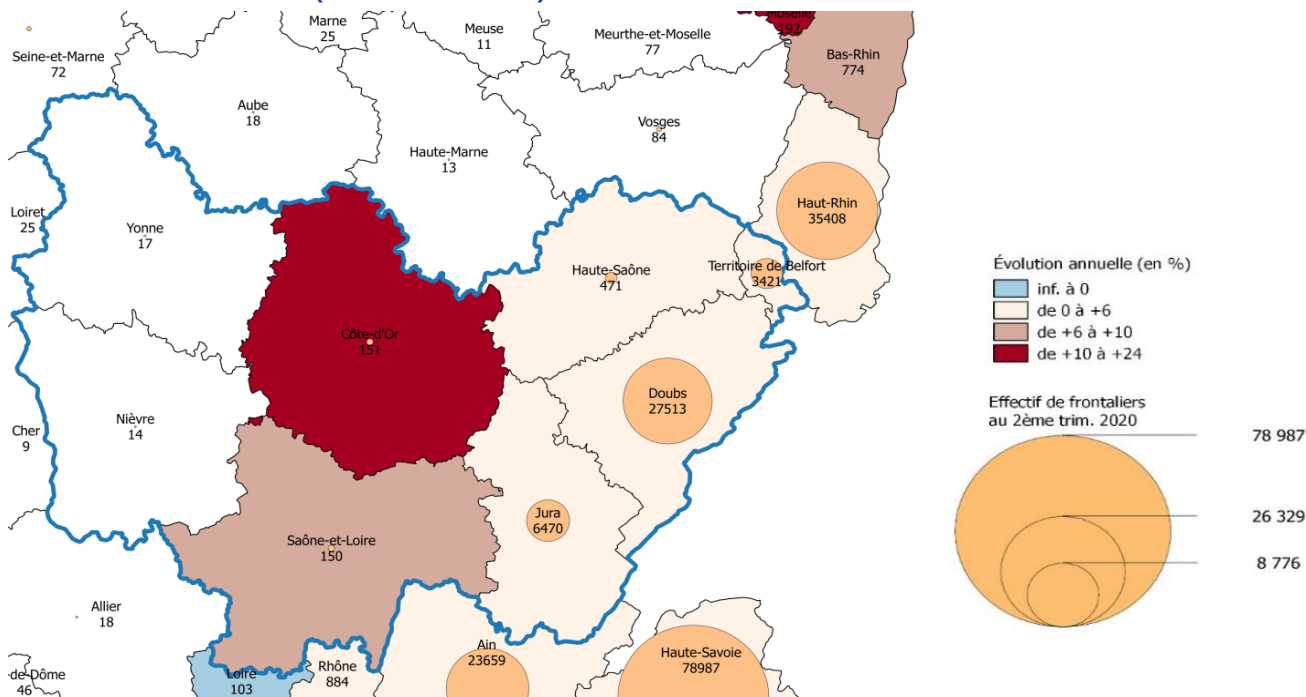 Marne
25
Meuse
11
Meurthe-et-Moselle
77
Moselle
192
Bas-Rhin
774
Seine-et-Marne
72
Aube
18
Vosges
84
Haute-Marne
13
Haut-Rhin
35408
Loiret
25
Yonne
17
Haute-Saône
471
Territoire de Belfort
3421
Côte-d'Or
151
Doubs
27513
Cher
9
Nièvre
14
Jura
6470
Saône-et-Loire
150
Allier
18
Ain
23659
Haute-Savoie
78987
Rhône
884
Loire
103
-de-Dôme
46
Évolution annuelle (en %)
inf. à 0
de 0 à +6
de +6 à +10
de +10 à +24
Effectif de frontaliers
au 2ème trim. 2020
78 987
26 329
8 776